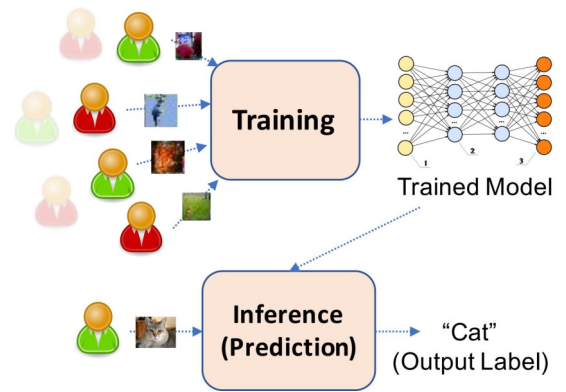 Training
...
...
...
...
1
2
3
Trained Model
Inference
(Prediction)
“Cat”
(Output Label)